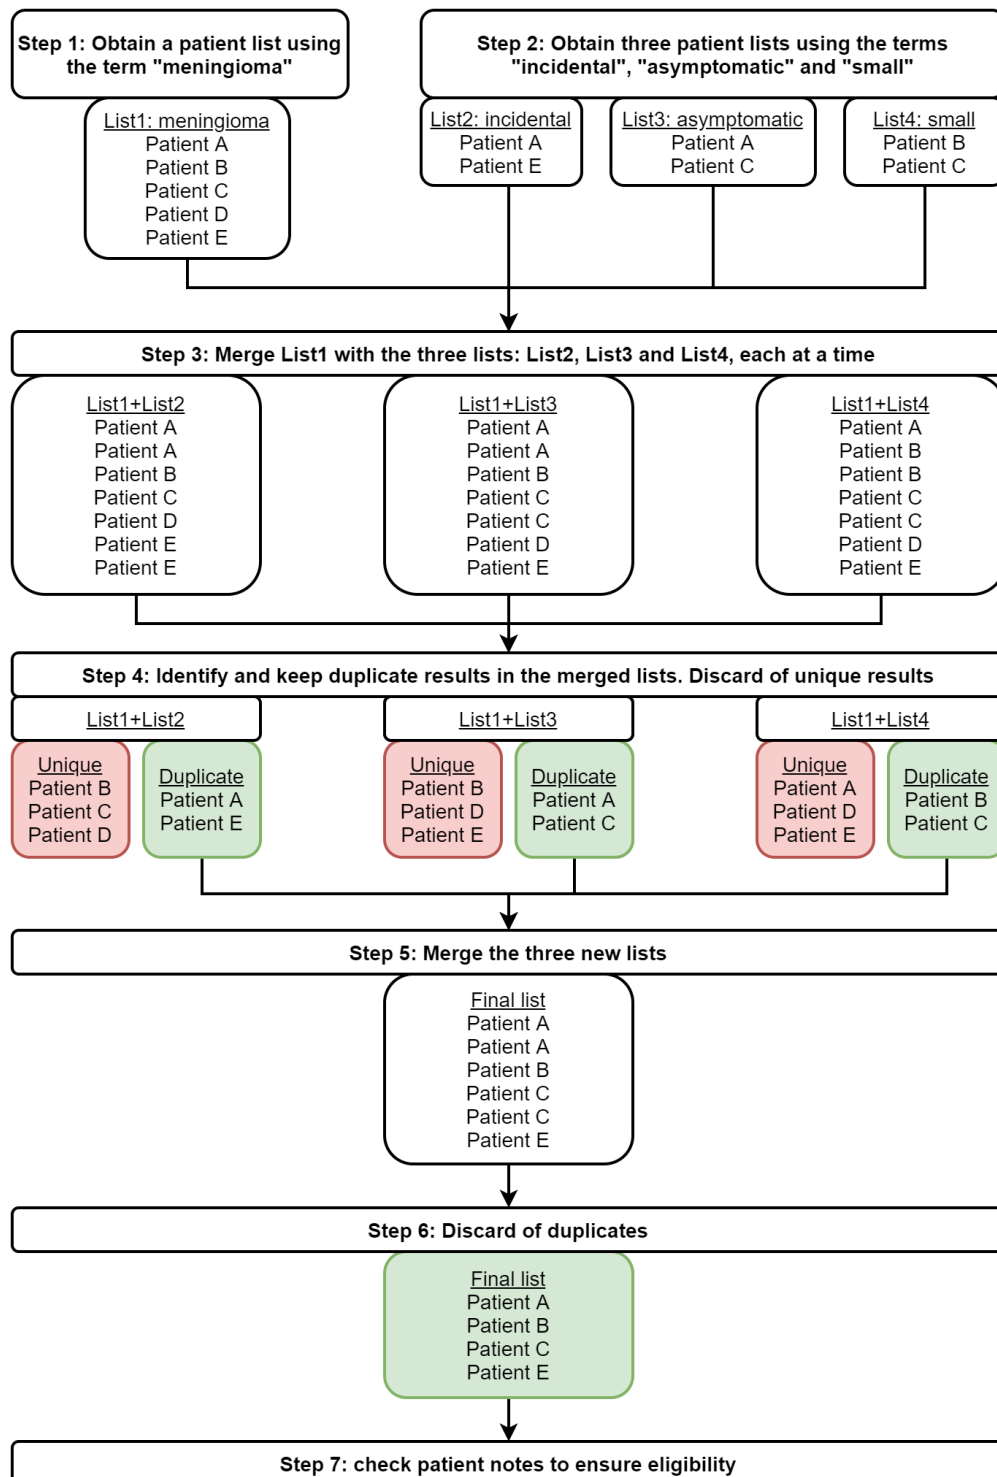 Step 1: Obtain a patient list using
the term "meningioma"
Step 2: Obtain three patient lists using the terms
"incidental", "asymptomatic" and "small"
List1: meningioma
Patient A
Patient B
Patient C
Patient D
Patient E
List2: incidental
Patient A
Patient E
List3: asymptomatic
Patient A
Patient C
List4: small
Patient B
Patient C
Step 3: Merge List1 with the three lists: List2, List3 and List4, each at a time
List1+List2
Patient A
Patient A
Patient B
Patient C
Patient D
Patient E
Patient E
List1+List3
Patient A
Patient A
Patient B
Patient C
Patient C
Patient D
Patient E
List1+List4
Patient A
Patient B
Patient B
Patient C
Patient C
Patient D
Patient E
Step 4: Identify and keep duplicate results in the merged lists. Discard of unique results
List1+List2
Unique
Patient B
Patient C
Patient D
Duplicate
Patient A
Patient E
List1+List3
Unique
Patient B
Patient D
Patient E
Duplicate
Patient A
Patient C
List1+List4
Unique
Patient A
Patient D
Patient E
Duplicate
Patient B
Patient C
Step 5: Merge the three new lists
Final list
Patient A
Patient A
Patient B
Patient C
Patient C
Patient E
Step 6: Discard of duplicates
Final list
Patient A
Patient B
Patient C
Patient E
Step 7: check patient notes to ensure eligibility